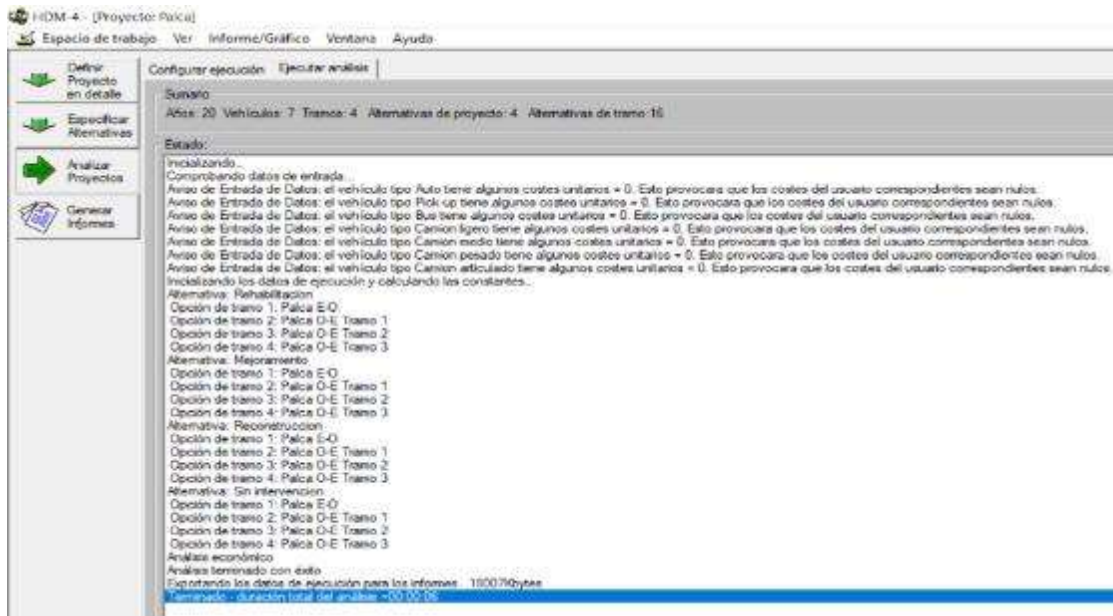 HDM-4 - [Proyecto: Palca]
Espacio de trabajo Ver Informe/Gráfico Ventana Ayuda
Definir Proyecto en detalle
Especificar Alternativas
Analizar Proyectos
Generar Informes
Configurar ejecución Ejecutar análisis
Sumario
Años: 20 Vehículos: 7 Tramos: 4 Alternativas de proyecto: 4 Alternativas de tramo: 16
Estado:
Inicializando...
Comprobando datos de entrada...
Aviso de Entrada de Datos: el vehículo tipo Auto tiene algunos costes unitarios = 0. Esto provocara que los costes del usuario correspondientes sean nulos.
Aviso de Entrada de Datos: el vehículo tipo Pick-up tiene algunos costes unitarios = 0. Esto provocara que los costes del usuario correspondientes sean nulos.
Aviso de Entrada de Datos: el vehículo tipo Bus tiene algunos costes unitarios = 0. Esto provocara que los costes del usuario correspondientes sean nulos.
Aviso de Entrada de Datos: el vehículo tipo Camion ligero tiene algunos costes unitarios = 0. Esto provocara que los costes del usuario correspondientes sean nulos.
Aviso de Entrada de Datos: el vehículo tipo Camion medio tiene algunos costes unitarios = 0. Esto provocara que los costes del usuario correspondientes sean nulos.
Aviso de Entrada de Datos: el vehículo tipo Camion pesado tiene algunos costes unitarios = 0. Esto provocara que los costes del usuario correspondientes sean nulos.
Aviso de Entrada de Datos: el vehículo tipo Camion articulado tiene algunos costes unitarios = 0. Esto provocara que los costes del usuario correspondientes sean nulos.
Inicializando los datos de ejecución y calculando las constantes...
Alternativa: Rehabilitacion
Opción de tramo 1: Palca E-O
Opción de tramo 2: Palca O-E Tramo 1
Opción de tramo 3: Palca O-E Tramo 2
Opción de tramo 4: Palca O-E Tramo 3
Alternativa: Mejoramiento
Opción de tramo 1: Palca E-O
Opción de tramo 2: Palca O-E Tramo 1
Opción de tramo 3: Palca O-E Tramo 2
Opción de tramo 4: Palca O-E Tramo 3
Alternativa: Reconstruccion
Opción de tramo 1: Palca E-O
Opción de tramo 2: Palca O-E Tramo 1
Opción de tramo 3: Palca O-E Tramo 2
Opción de tramo 4: Palca O-E Tramo 3
Alternativa: Sin intervencion
Opción de tramo 1: Palca E-O
Opción de tramo 2: Palca O-E Tramo 1
Opción de tramo 3: Palca O-E Tramo 2
Opción de tramo 4: Palca O-E Tramo 3
Análisis económico
Análisis terminado con éxito
Exportando los datos de ejecución para los informes... 18007Kbytes
Terminado - duración total del análisis =00:00:06